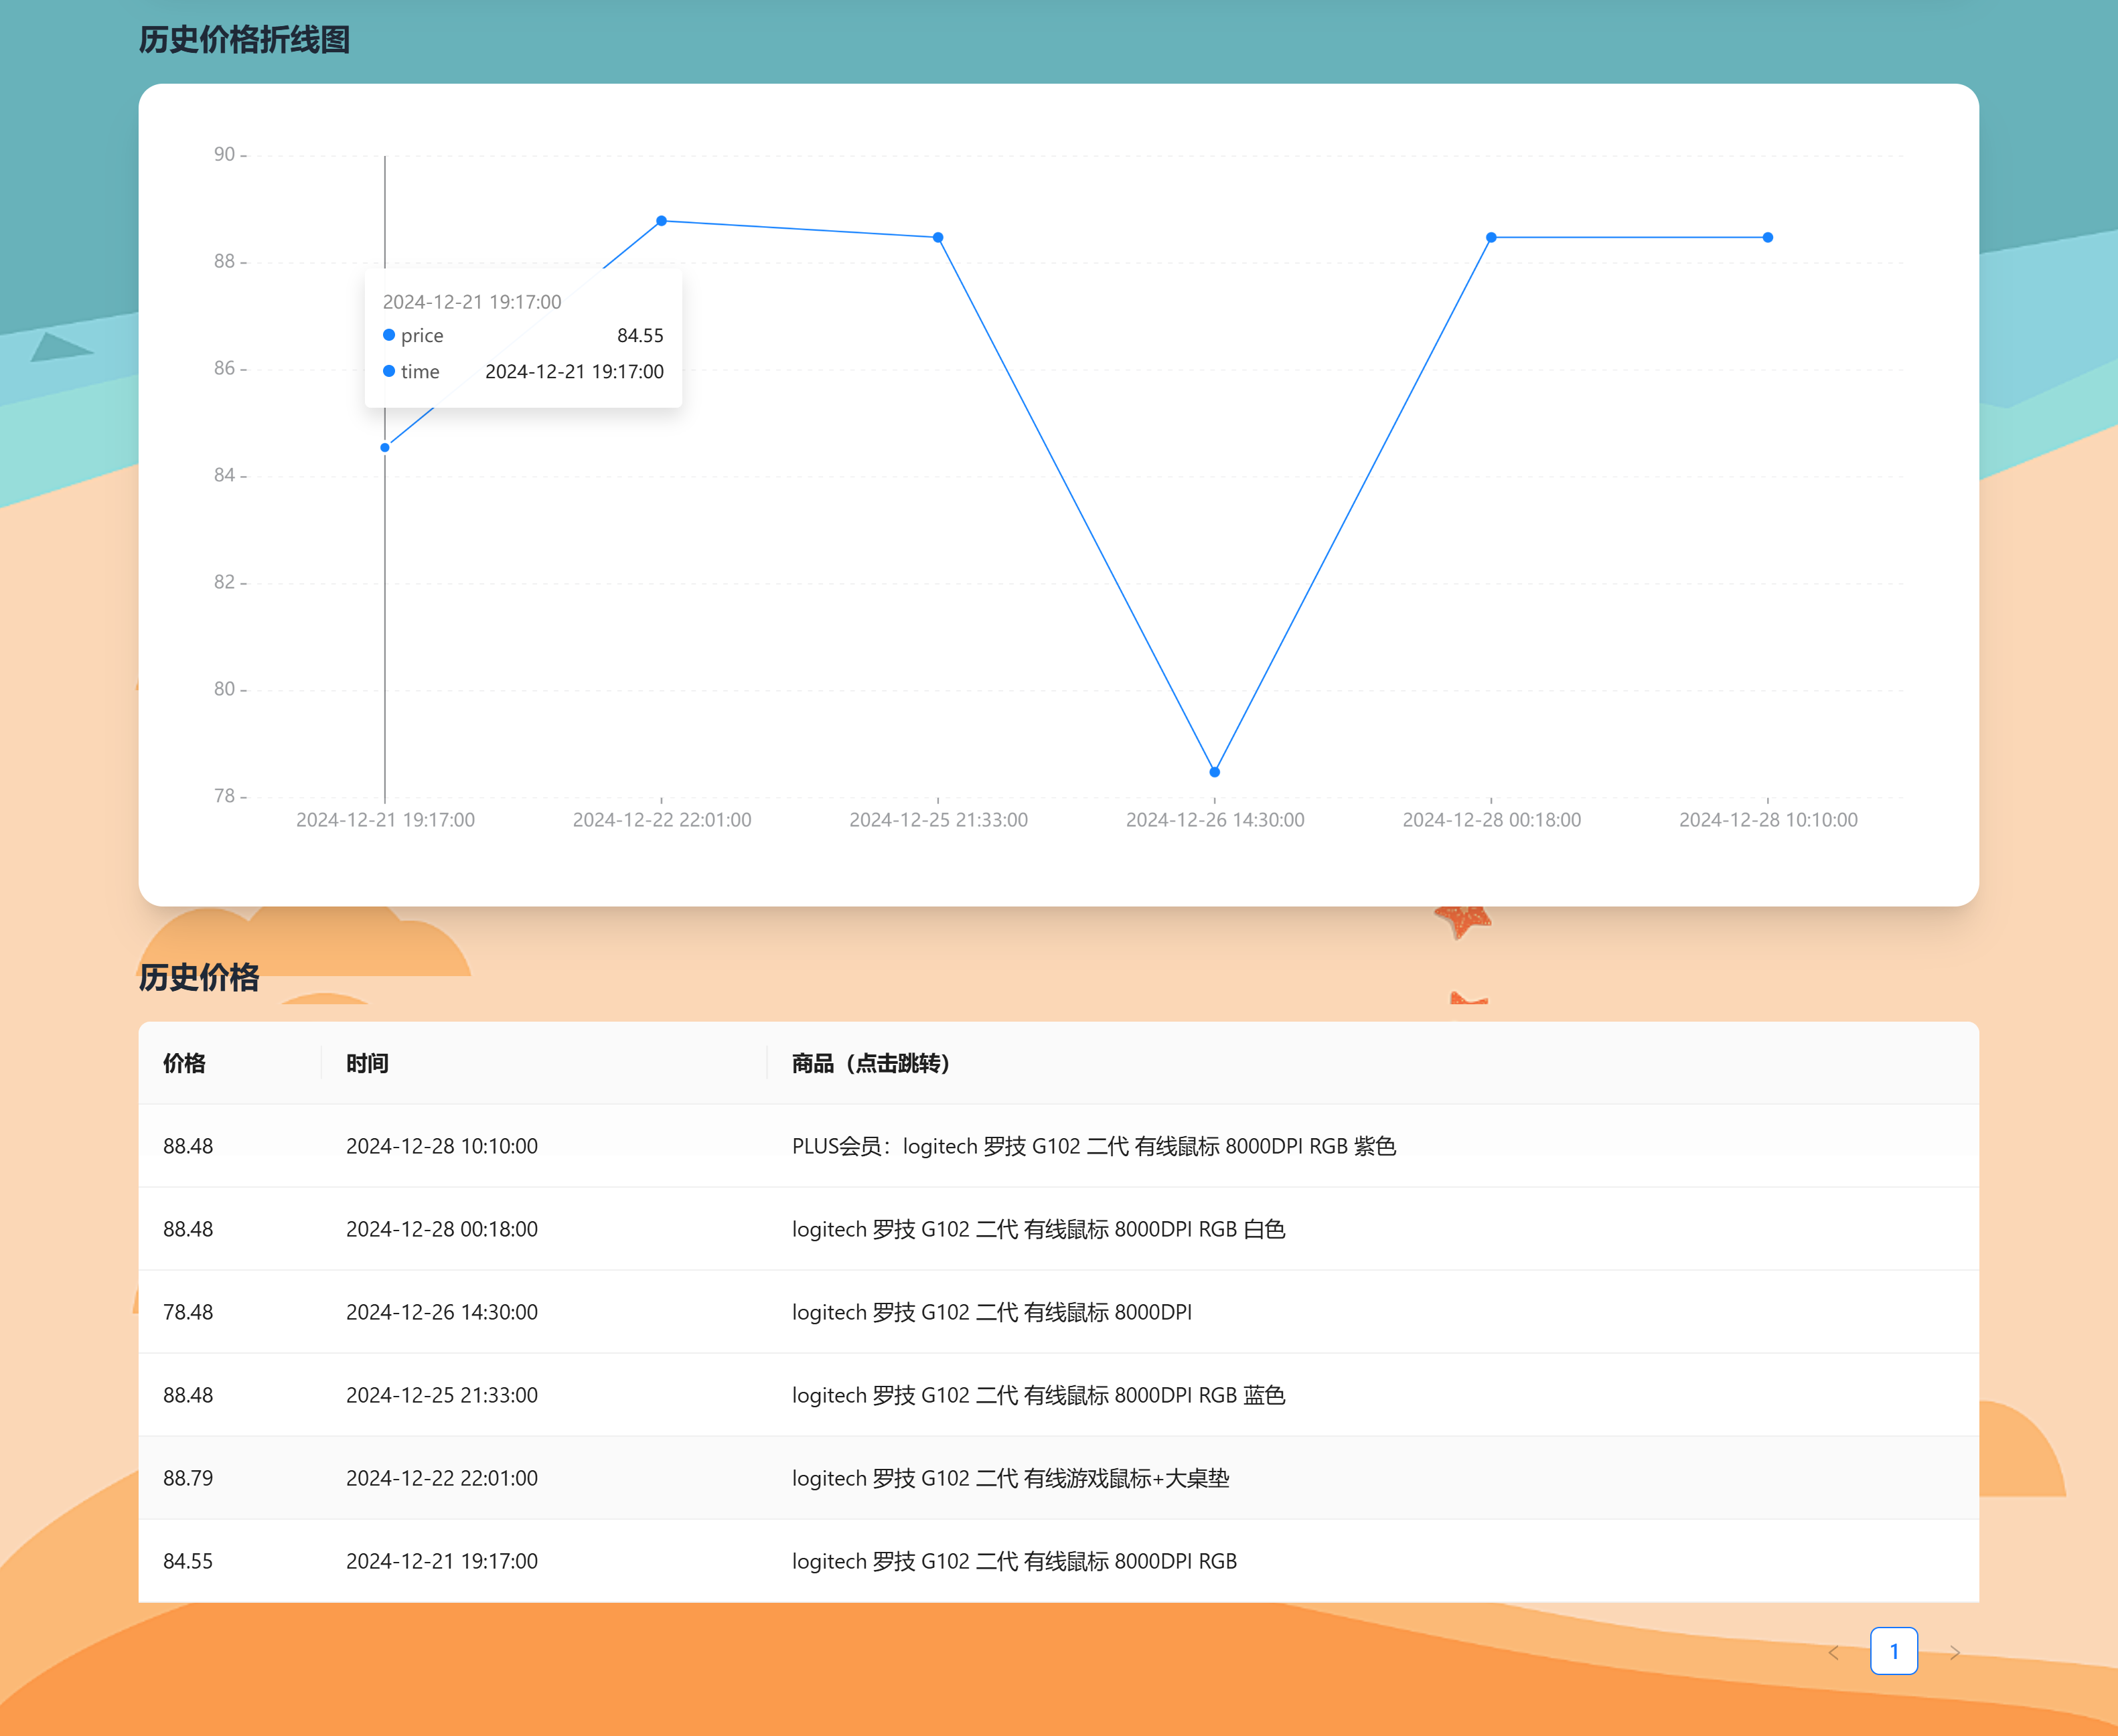 历史价格折线图
90
88
86
84
82
80
78
2024-12-21 19:17:00
price 84.55
time 2024-12-21 19:17:00
2024-12-21 19:17:00 2024-12-22 22:01:00 2024-12-25 21:33:00 2024-12-26 14:30:00 2024-12-28 00:18:00 2024-12-28 10:10:00
历史价格
价格 时间 商品（点击跳转）
88.48 2024-12-28 10:10:00 PLUS会员：logitech 罗技 G102 二代 有线鼠标 8000DPI RGB 紫色
88.48 2024-12-28 00:18:00 logitech 罗技 G102 二代 有线鼠标 8000DPI RGB 白色
78.48 2024-12-26 14:30:00 logitech 罗技 G102 二代 有线鼠标 8000DPI
88.48 2024-12-25 21:33:00 logitech 罗技 G102 二代 有线鼠标 8000DPI RGB 蓝色
88.79 2024-12-22 22:01:00 logitech 罗技 G102 二代 有线游戏鼠标+大桌垫
84.55 2024-12-21 19:17:00 logitech 罗技 G102 二代 有线鼠标 8000DPI RGB
1